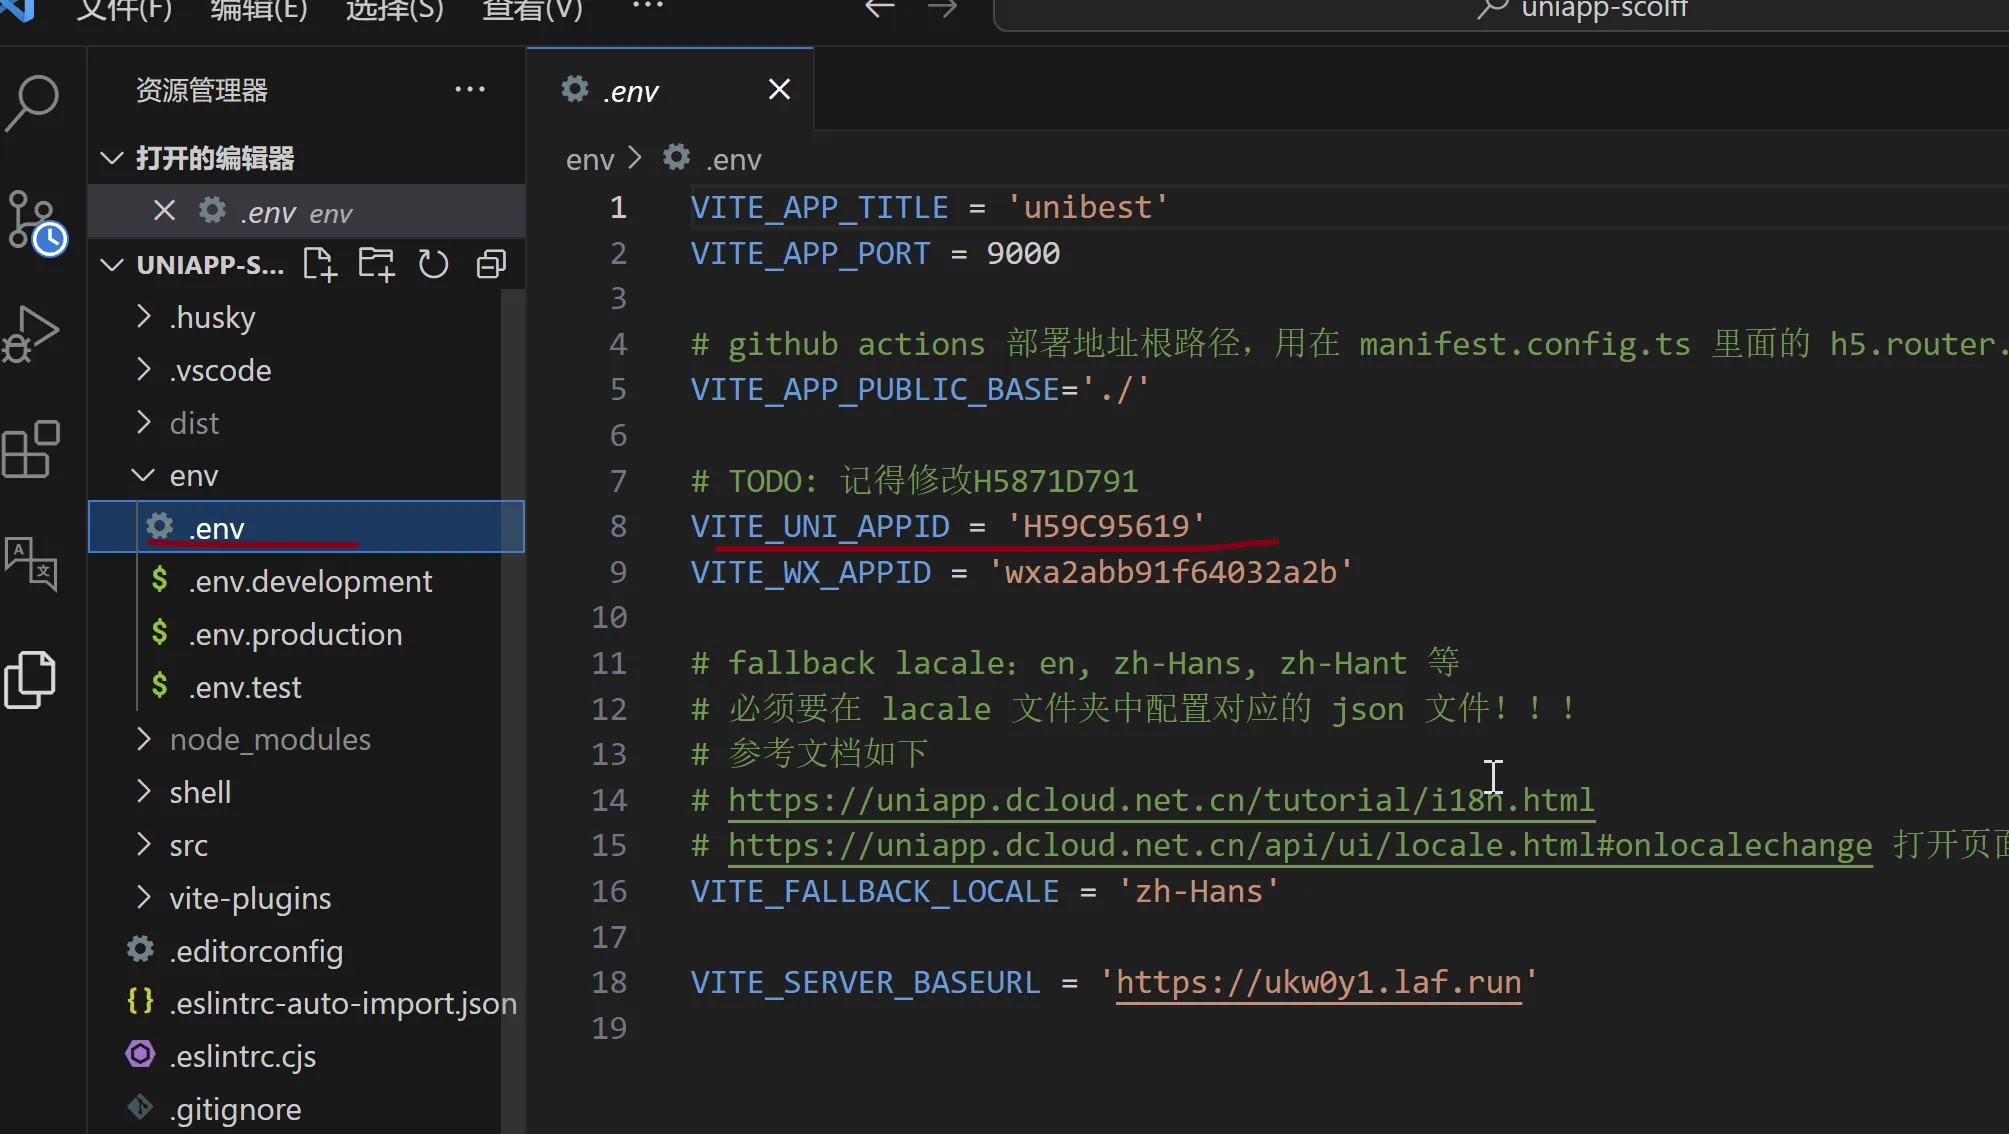 文件(F) 编辑(E) 选择(S) 查看(V) ··· uniapp-scolff
资源管理器 ···
打开的编辑器
.env env
UNIAPP-S...
.husky
.vscode
dist
env
.env
.env.development
.env.production
.env.test
node_modules
shell
src
vite-plugins
.editorconfig
.eslintrc-auto-import.json
.eslintrc.cjs
.gitignore
.env
env > .env
1 VITE_APP_TITLE = 'unibest'
2 VITE_APP_PORT = 9000
3
4 # github actions 部署地址根路径，用在 manifest.config.ts 里面的 h5.router.
5 VITE_APP_PUBLIC_BASE='./'
6
7 # TODO: 记得修改H5871D791
8 VITE_UNI_APPID = 'H59C95619'
9 VITE_WX_APPID = 'wxa2abb91f64032a2b'
10
11 # fallback lacale：en, zh-Hans, zh-Hant 等
12 # 必须要在 lacale 文件夹中配置对应的 json 文件！！！
13 # 参考文档如下
14 # https://uniapp.dcloud.net.cn/tutorial/i18n.html
15 # https://uniapp.dcloud.net.cn/api/ui/locale.html#onlocalechange 打开页面
16 VITE_FALLBACK_LOCALE = 'zh-Hans'
17
18 VITE_SERVER_BASEURL = 'https://ukw0y1.laf.run'
19